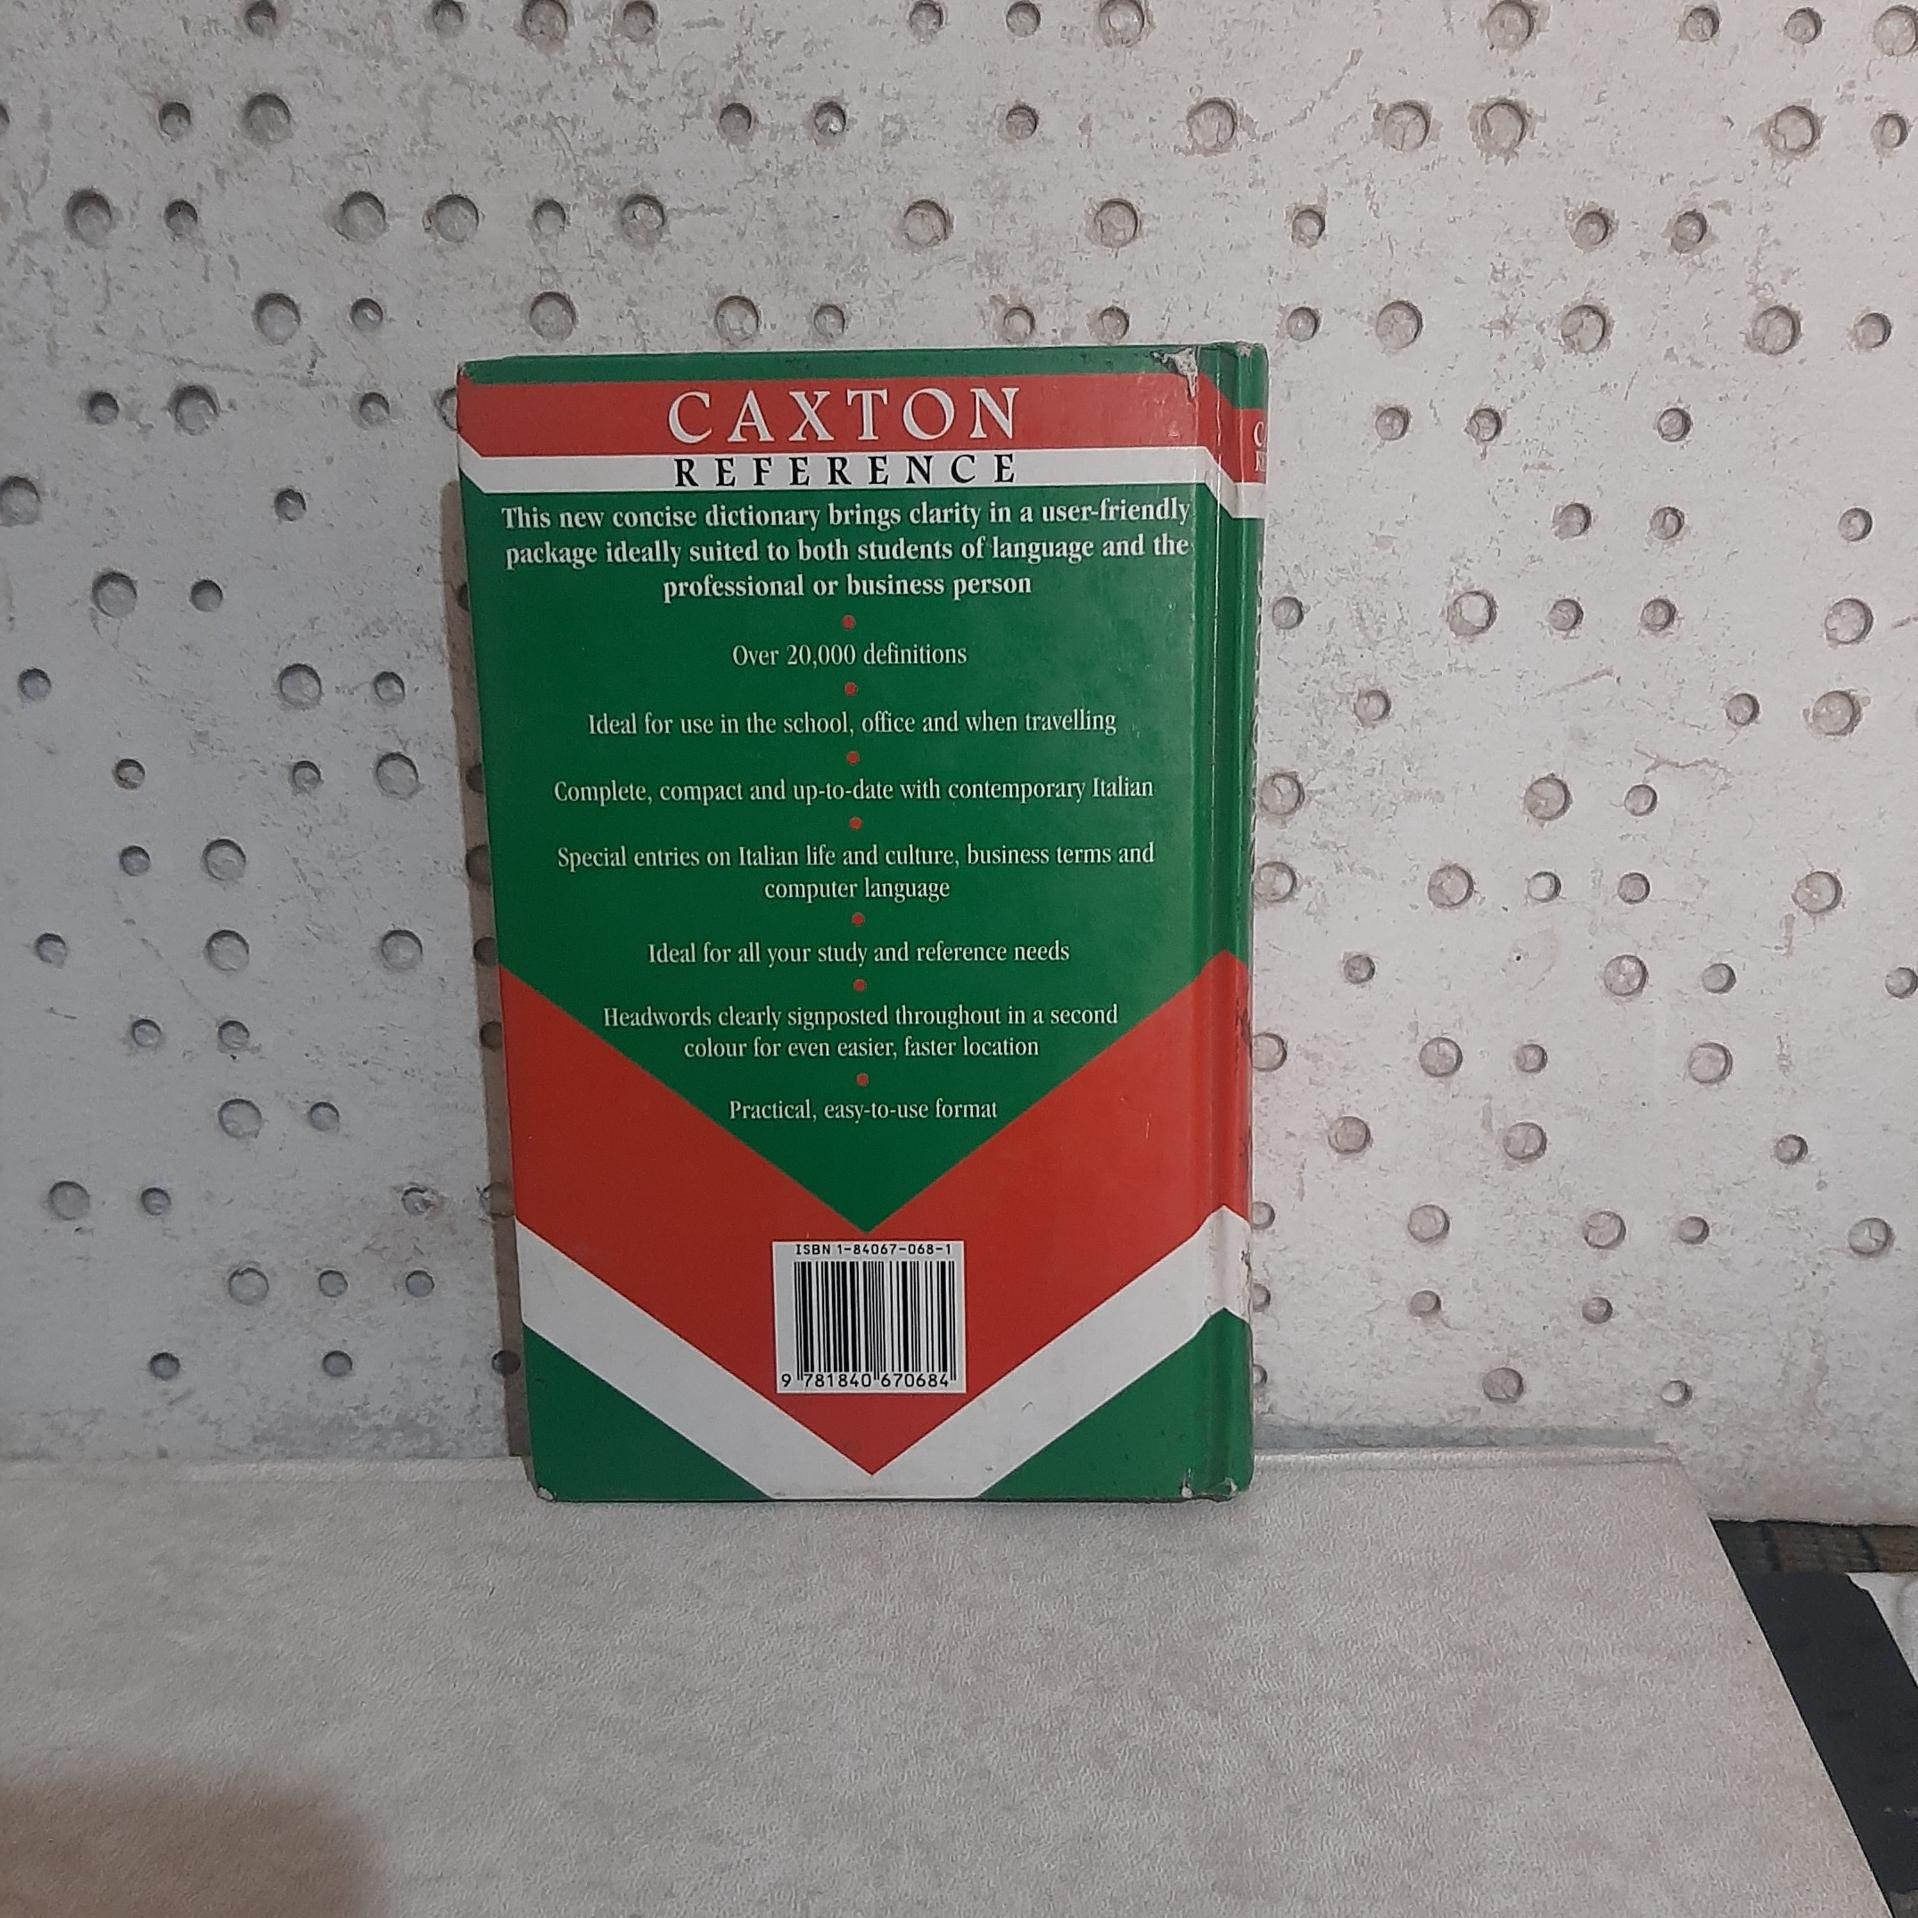 CAXTON
REFERENCE
This new concise dictionary brings clarity in a user-friendly
package ideally suited to both students of language and the
professional or business person
Over 20,000 definitions
Ideal for use in the school, office and when travelling
Complete, compact and up-to-date with contemporary Italian
Special entries on Italian life and culture, business terms and
computer language
Ideal for all your study and reference needs
Headwords clearly signposted throughout in a second
colour for even easier, faster location
Practical, easy-to-use format
ISBN 1-84067-068-1
9 781840 670684